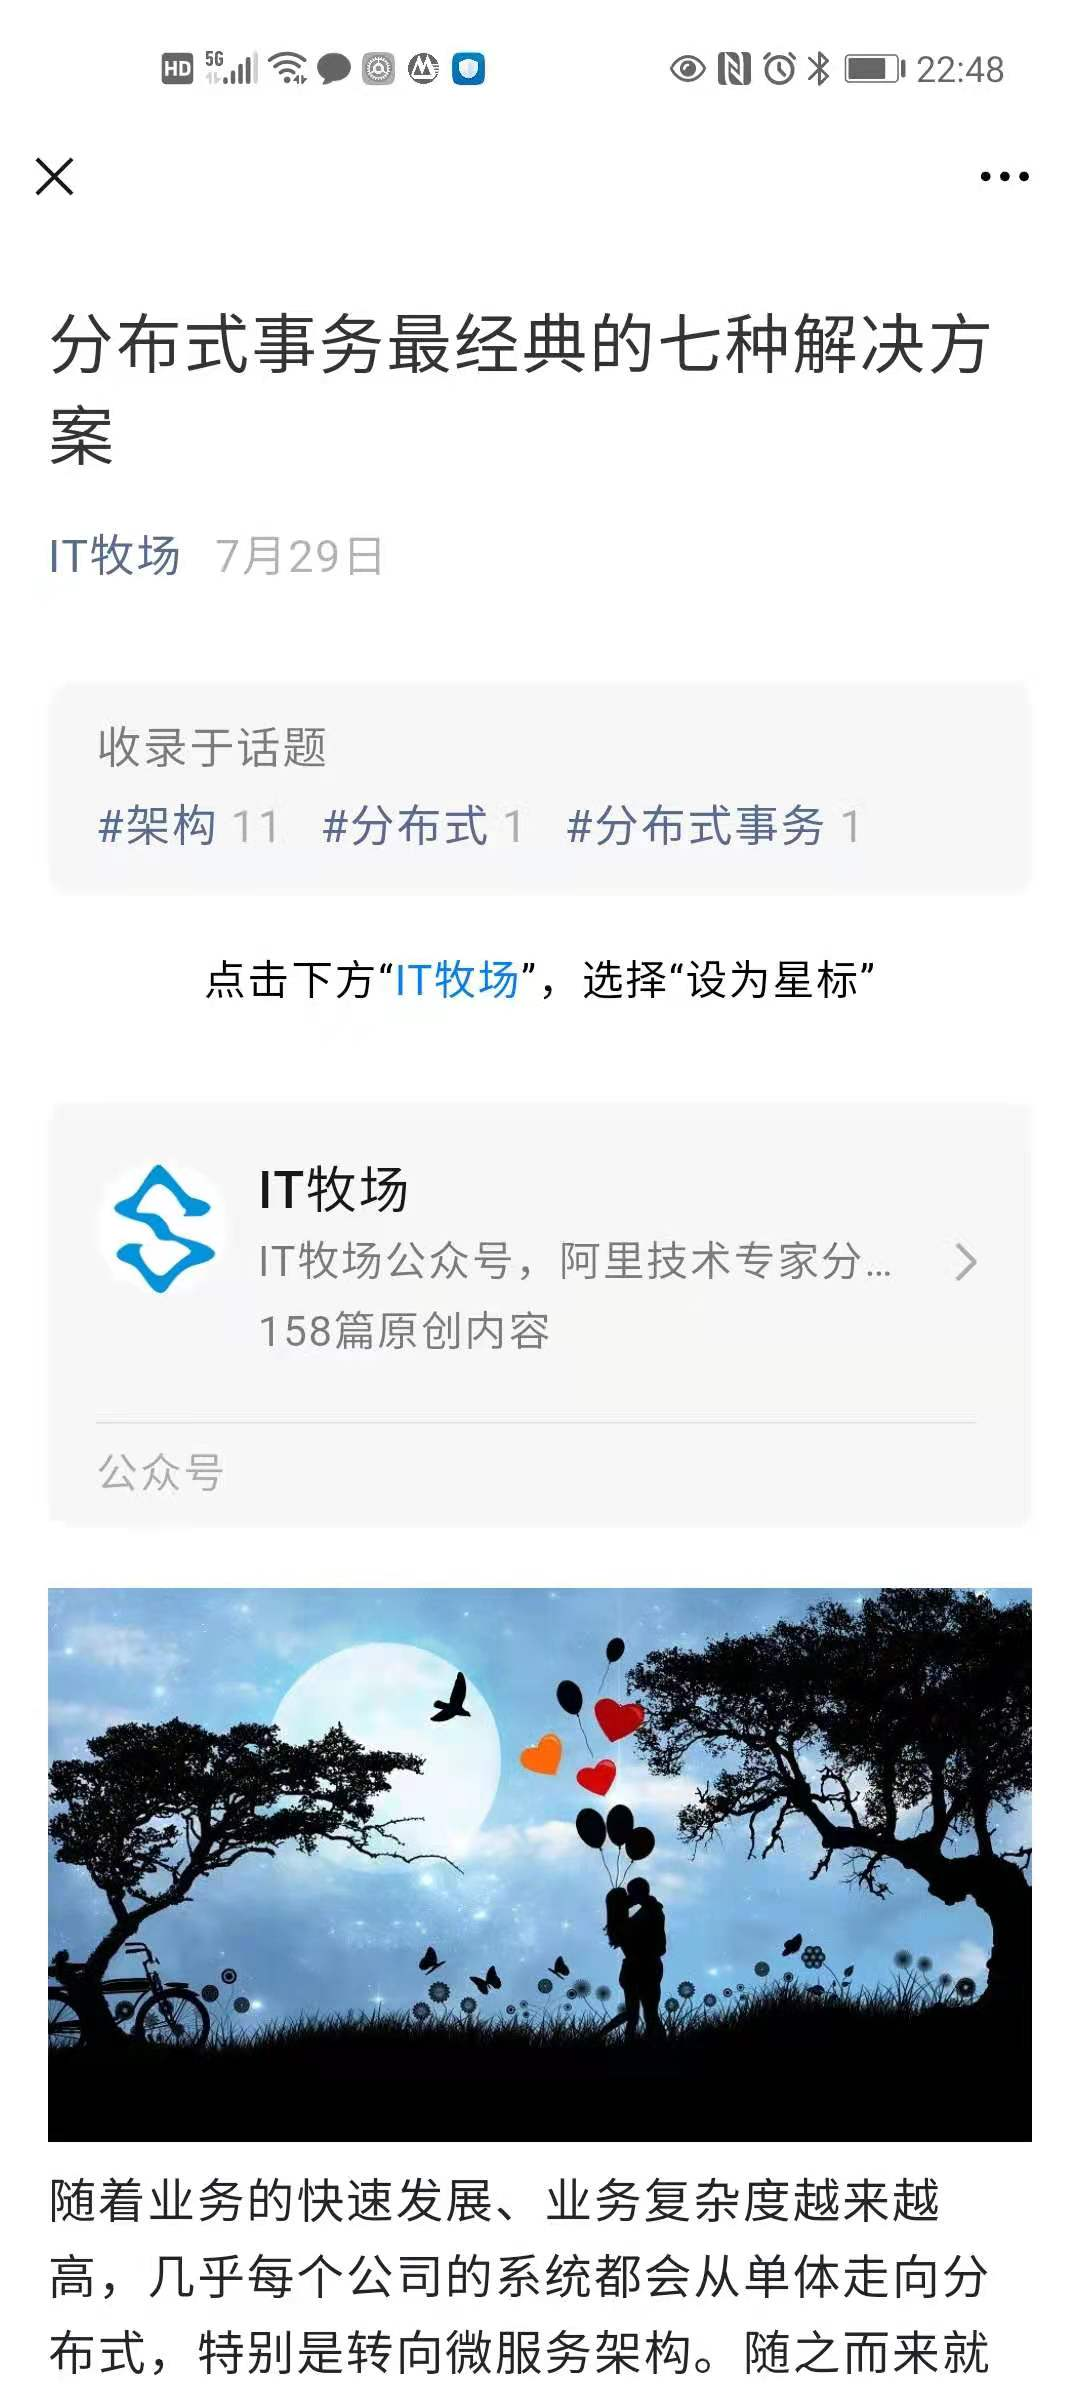 HD 5G 22:48
分布式事务最经典的七种解决方
案
IT牧场 7月29日
收录于话题
#架构 11 #分布式 1 #分布式事务 1
点击下方“IT牧场”，选择“设为星标”
IT牧场
IT牧场公众号，阿里技术专家分...
158篇原创内容
公众号
随着业务的快速发展、业务复杂度越来越
高，几乎每个公司的系统都会从单体走向分
布式，特别是转向微服务架构。随之而来就